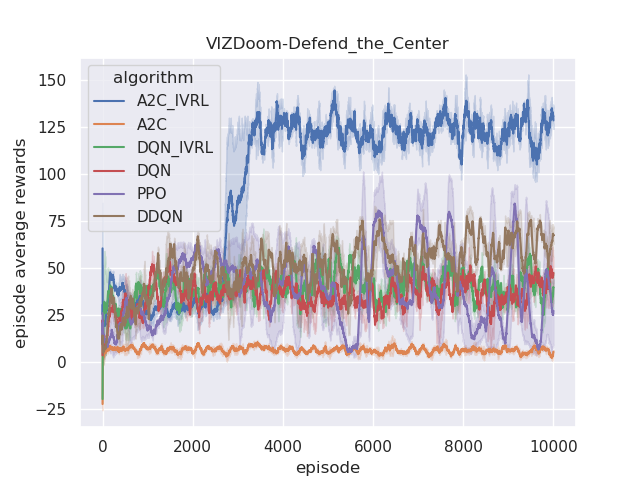 VIZDoom-Defend_the_Center
algorithm
A2C_IVRL
A2C
DQN_IVRL
DQN
PPO
DDQN
150
125
100
75
50
25
0
−25
episode average rewards
0 2000 4000 6000 8000 10000
episode